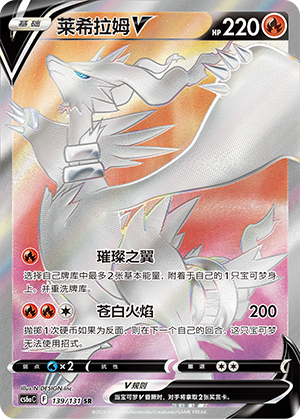 基础
莱希拉姆V
HP 220
璀璨之翼
选择自己牌库中最多2张基本能量,附着于自己的1只宝可梦身上。并重洗牌库。
苍白火焰 200
抛掷1次硬币如果为反面,则在下一个自己的回合,这只宝可梦无法使用招式。
弱点 ×2 抗性 撤退
Illus. N-DESIGN Inc.
V规则
CS6aC F 139/131 SR
当宝可梦V昏厥时,对手将拿取2张奖赏卡。